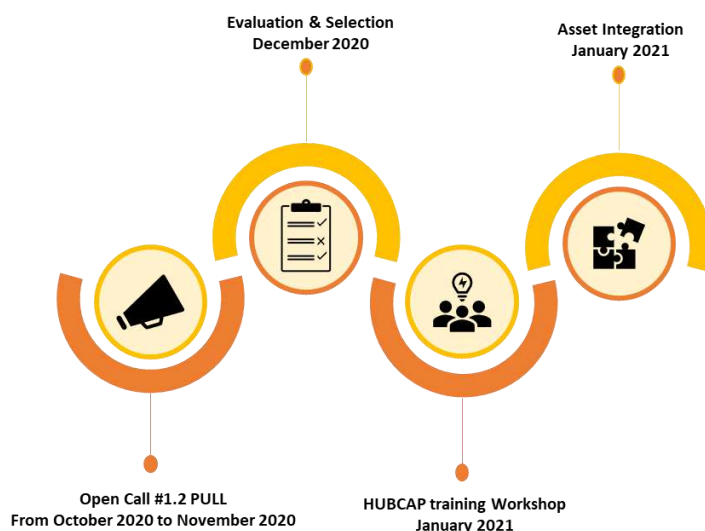 Evaluation & Selection
December 2020
Asset Integration
January 2021
Open Call #1.2 PULL
From October 2020 to November 2020
HUBCAP training Workshop
January 2021